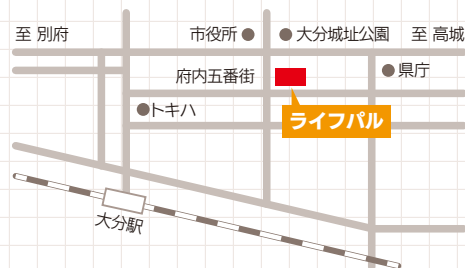 至 別府
市役所
大分城址公園
至 高城
府内五番街
県庁
トキハ
ライフパル
大分駅